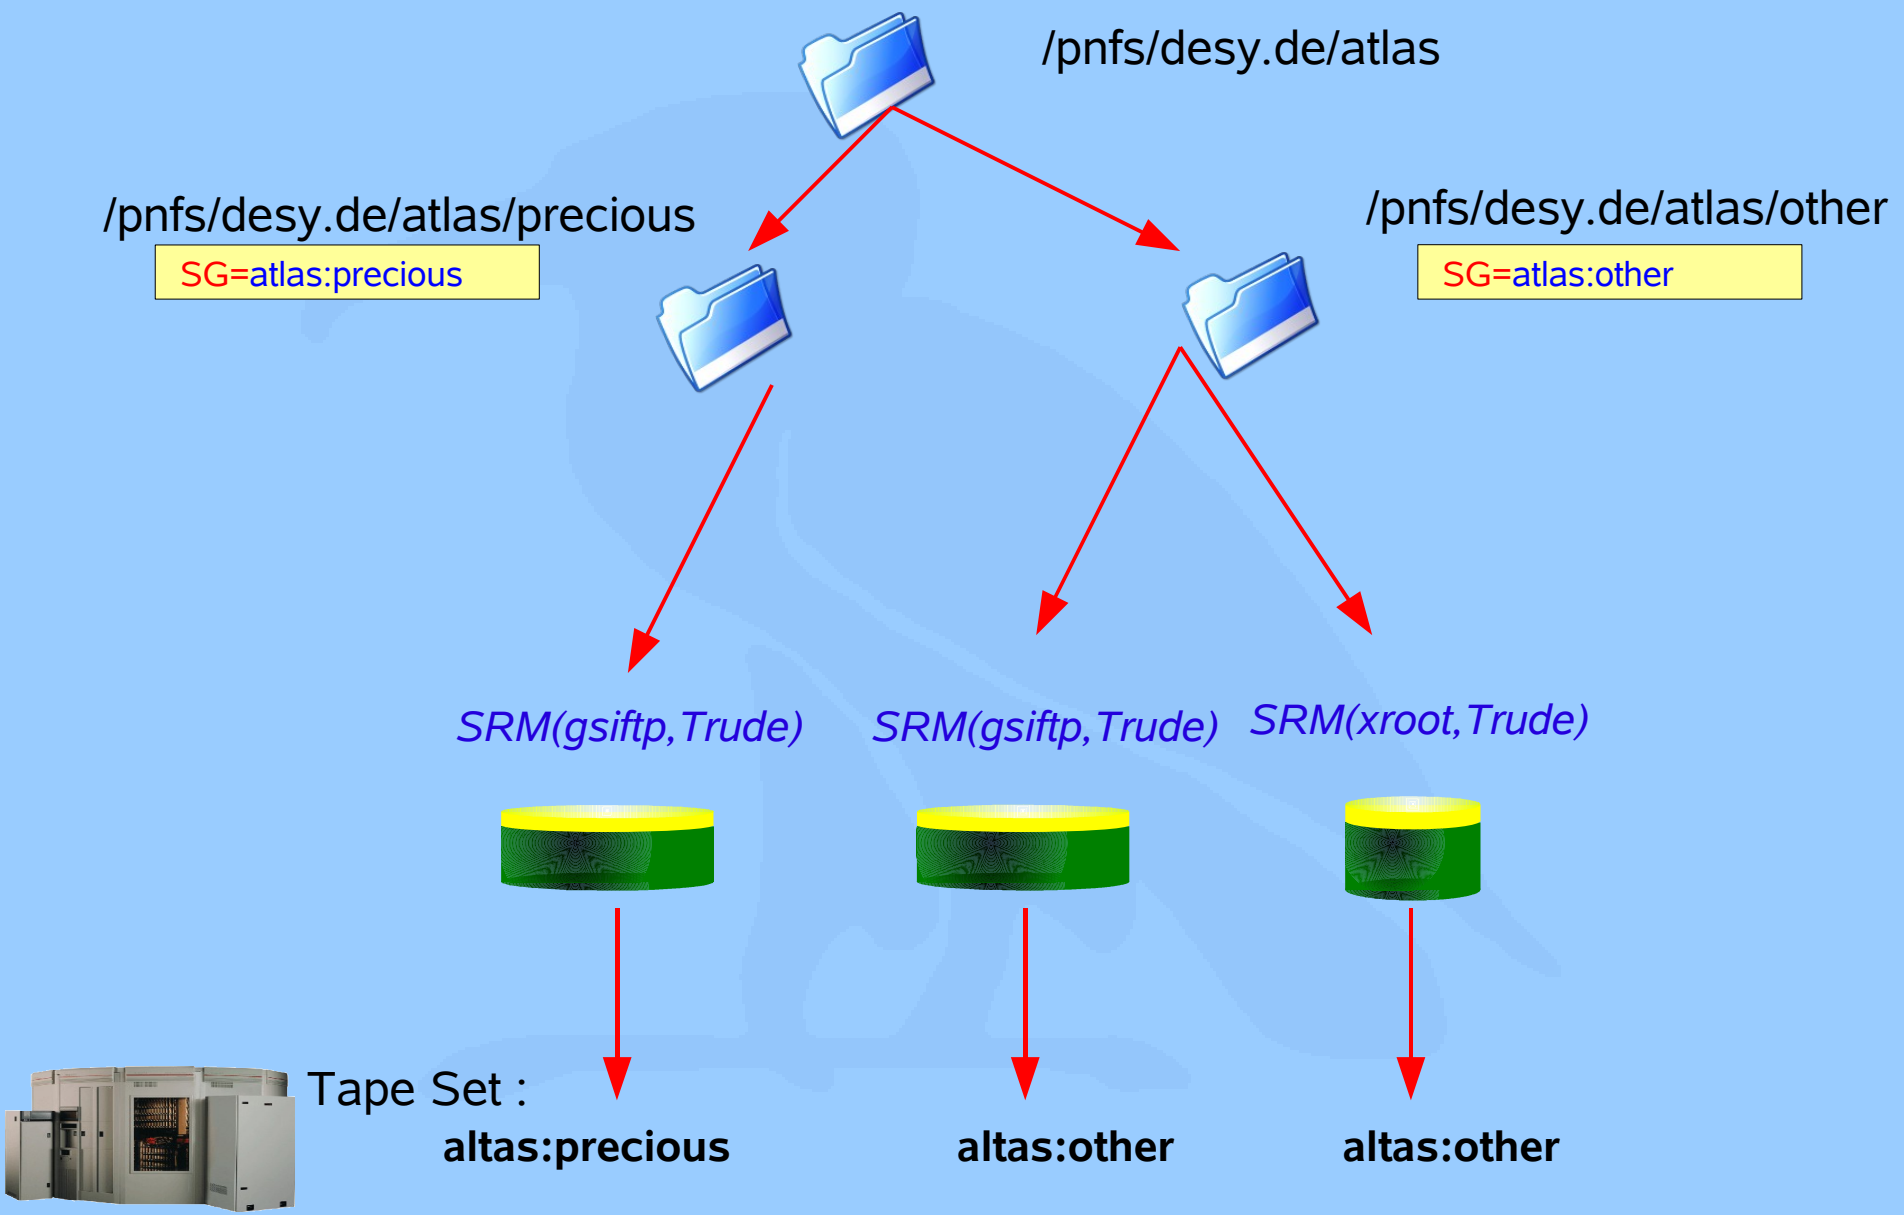 /pnfs/desy.de/atlas
/pnfs/desy.de/atlas/precious
SG=atlas:precious
/pnfs/desy.de/atlas/other
SG=atlas:other
SRM(gsiftp,Trude)
SRM(gsiftp,Trude)
SRM(xroot,Trude)
Tape Set :
altas:precious
altas:other
altas:other